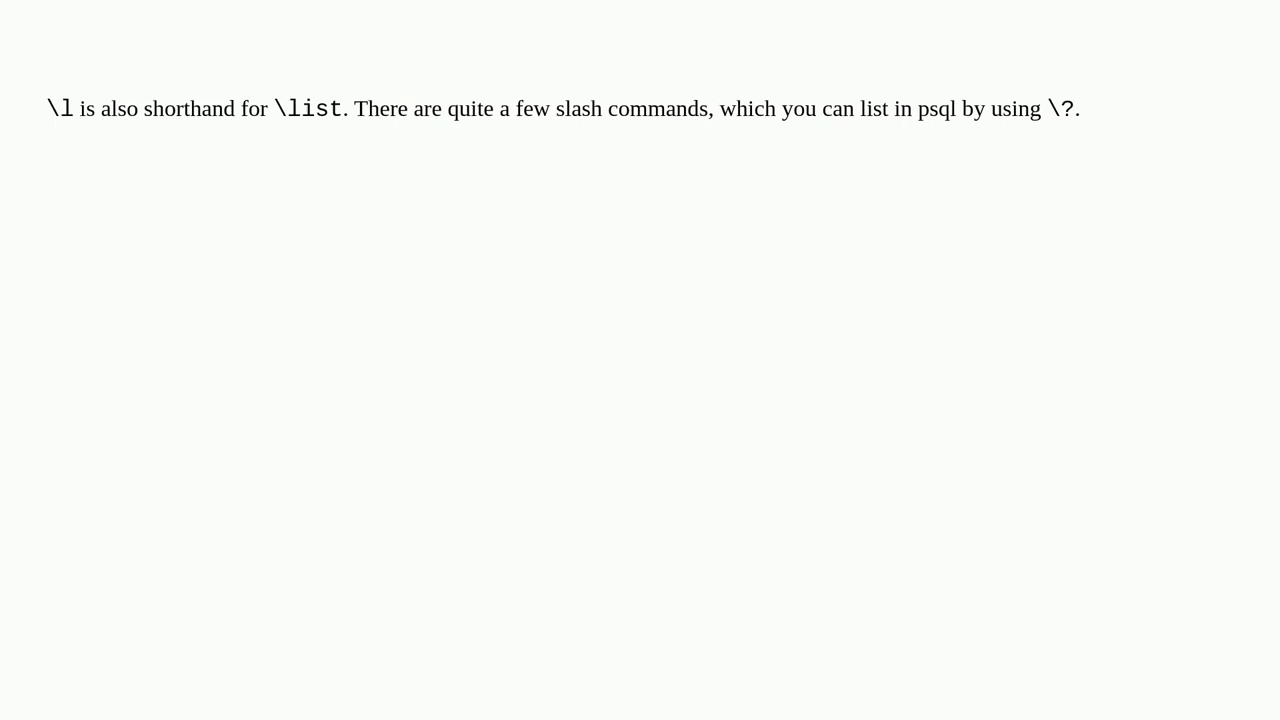 \l is also shorthand for \list. There are quite a few slash commands, which you can list in psql by using \?.